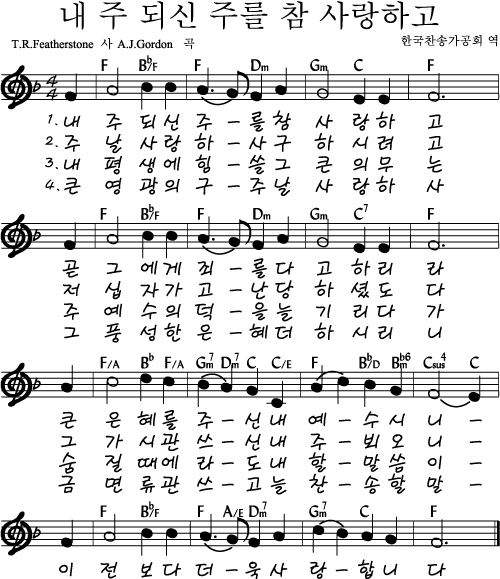 내 주 되신 주를 참 사랑하고
T.R.Featherstone 사 A.J.Gordon 곡 한국찬송가공회 역
F B♭/F F Dm Gm C F
4/4
1. 내 주 되 신 주 - 를 참 사 랑 하 고
2. 주 날 사 랑 하 - 사 구 하 시 려 고
3. 내 평 생 에 힘 - 쓸 그 큰 의 무 는
4. 큰 영 광 의 구 - 주 날 사 랑 하 사
F B♭/F F Dm Gm C7 F
곧 그 에 게 죄 - 를 다 고 하 리 라
저 십 자 가 고 - 난 당 하 셨 도 다
주 예 수 의 덕 - 을 늘 기 리 다 가
그 풍 성 한 은 - 혜 더 하 시 리 니
F/A B♭ F/A Gm7 Dm7 C C/E F B♭/D B♭m6 Csus4 C
큰 은 혜 를 주 - 신 내 예 - 수 시 니 -
그 가 시 관 쓰 - 신 내 주 - 뵈 오 니 -
숨 질 때 에 라 - 도 내 할 - 말 씀 이 -
금 면 류 관 쓰 - 고 늘 찬 - 송 할 말 -
F B♭/F F A/E Dm7 Gm7 C F
이 전 보 다 더 - 욱 사 랑 - 합 니 다